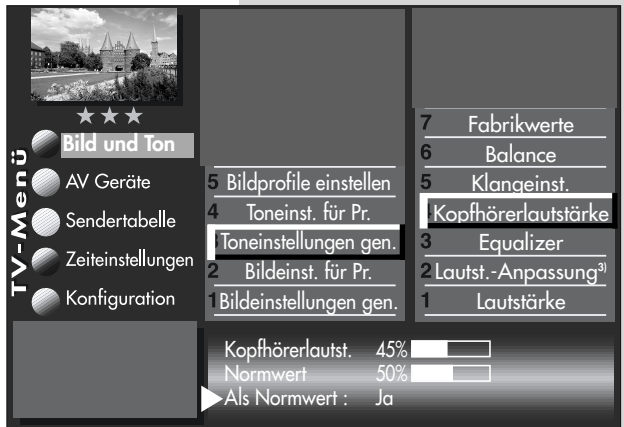 TV-Menü
Bild und Ton
AV Geräte
Sendertabelle
Zeiteinstellungen
Konfiguration
5 Bildprofile einstellen
4 Toneinst. für Pr.
3 Toneinstellungen gen.
2 Bildeinst. für Pr.
1 Bildeinstellungen gen.
7 Fabrikwerte
6 Balance
5 Klangeinst.
4 Kopfhörerlautstärke
3 Equalizer
2 Lautst.-Anpassung³⁾
1 Lautstärke
Kopfhörerlautst. 45%
Normwert 50%
Als Normwert : Ja